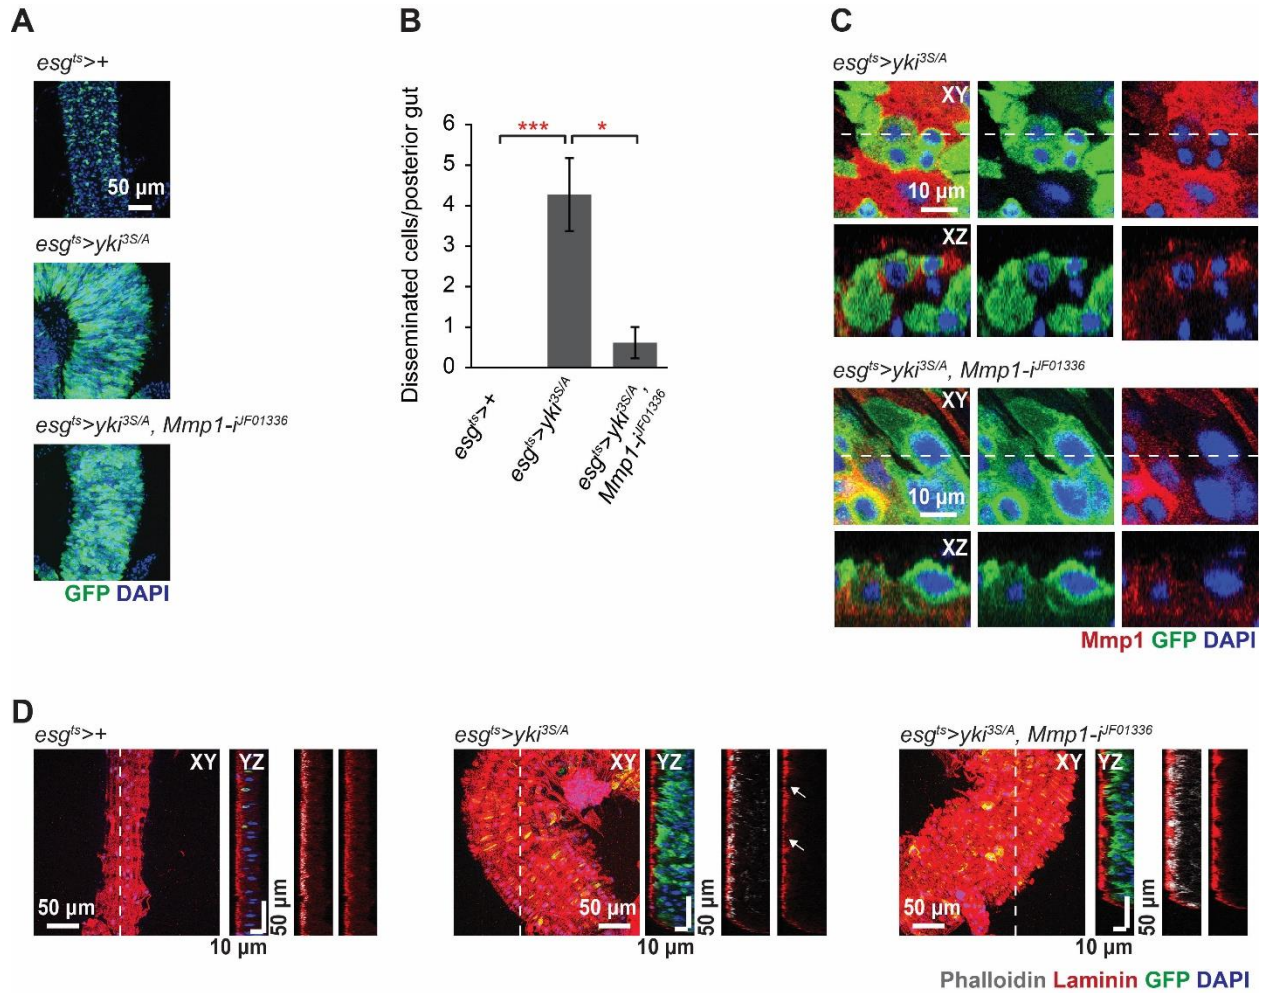 A
esgᵗˢ>+
50 µm
esgᵗˢ>yki³ˢ/ᴬ
esgᵗˢ>yki³ˢ/ᴬ, Mmp1-iᴶᶠ⁰¹³³⁶
GFP DAPI
B
Disseminated cells/posterior gut
6
5
4
3
2
1
0
***
*
esgᵗˢ>+
esgᵗˢ>yki³ˢ/ᴬ
esgᵗˢ>yki³ˢ/ᴬ,
Mmp1-iᴶᶠ⁰¹³³⁶
C
esgᵗˢ>yki³ˢ/ᴬ
XY
10 µm
XZ
esgᵗˢ>yki³ˢ/ᴬ, Mmp1-iᴶᶠ⁰¹³³⁶
XY
10 µm
XZ
Mmp1 GFP DAPI
D
esgᵗˢ>+
XY YZ
50 µm
50 µm
10 µm
esgᵗˢ>yki³ˢ/ᴬ
XY YZ
50 µm
50 µm
10 µm
esgᵗˢ>yki³ˢ/ᴬ, Mmp1-iᴶᶠ⁰¹³³⁶
XY YZ
50 µm
50 µm
10 µm
Phalloidin Laminin GFP DAPI